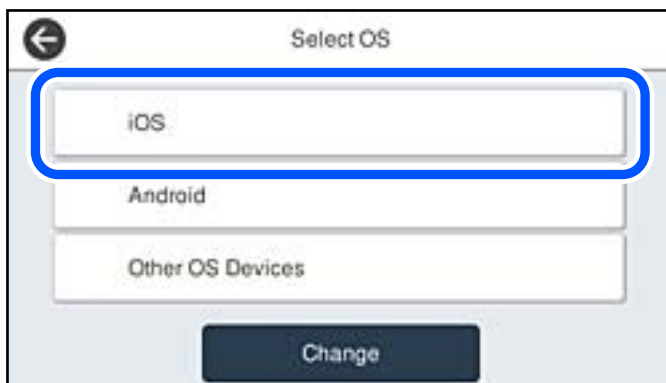 Select OS
iOS
Android
Other OS Devices
Change